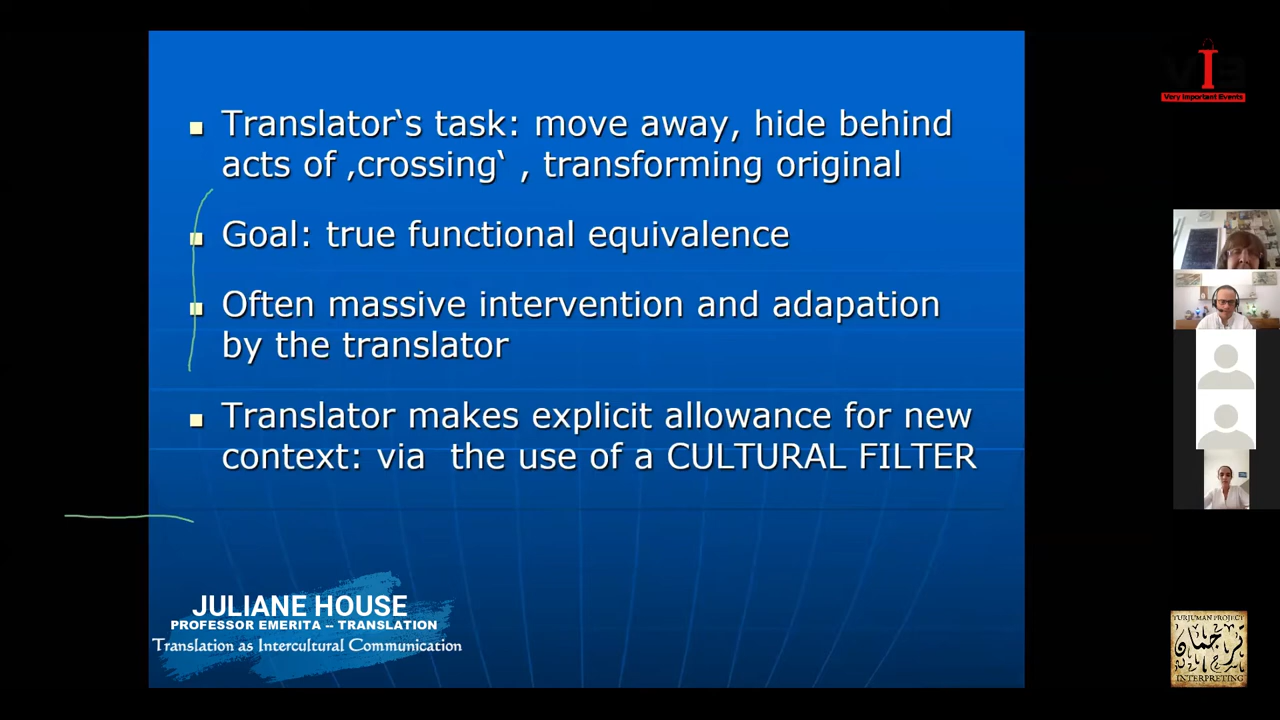 Translator‘s task: move away, hide behind
acts of ‚crossing‘ , transforming original
Goal: true functional equivalence
Often massive intervention and adapation
by the translator
Translator makes explicit allowance for new
context: via the use of a CULTURAL FILTER
JULIANE HOUSE
PROFESSOR EMERITA -- TRANSLATION
Translation as Intercultural Communication
VIE
Very Important Events
TURJUMAN PROJECT
ترجمان
INTERPRETING